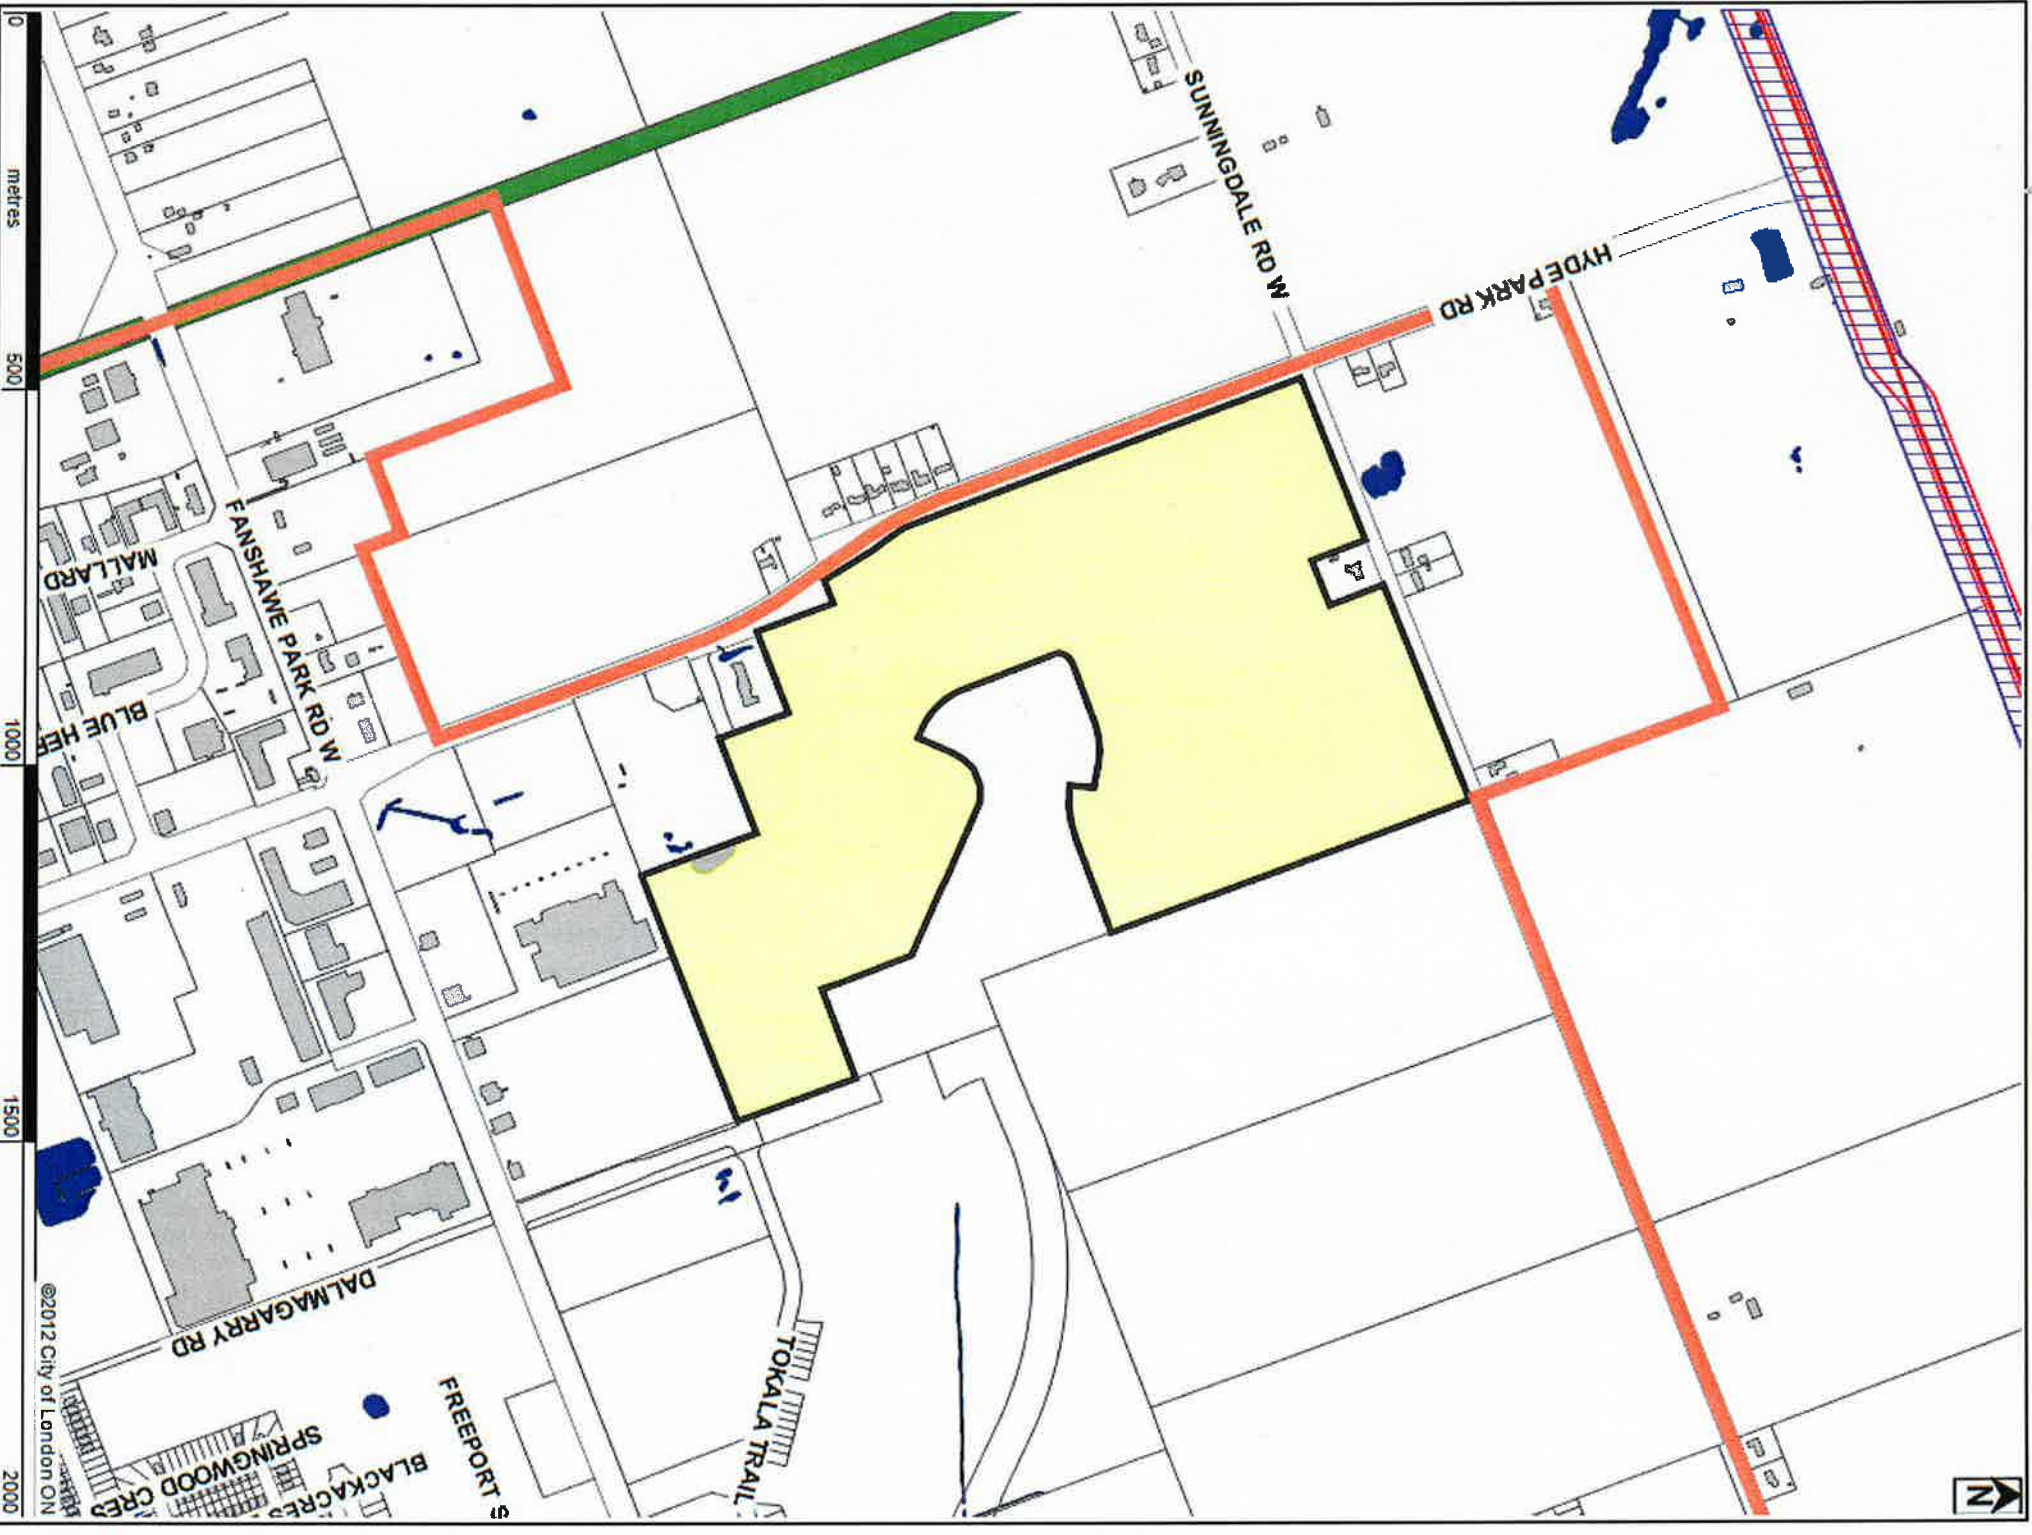 SUNNINGDALE RD W
HYDE PARK RD
FANSHAWE PARK RD W
MALLARD
BLUE HER
DALMAGARRY RD
TOKALA TRAIL
FREEPORT S
BLACKACRES
SPRINGWOOD CRES
N
0
metres
500
1000
1500
2000
©2012 City of London ON